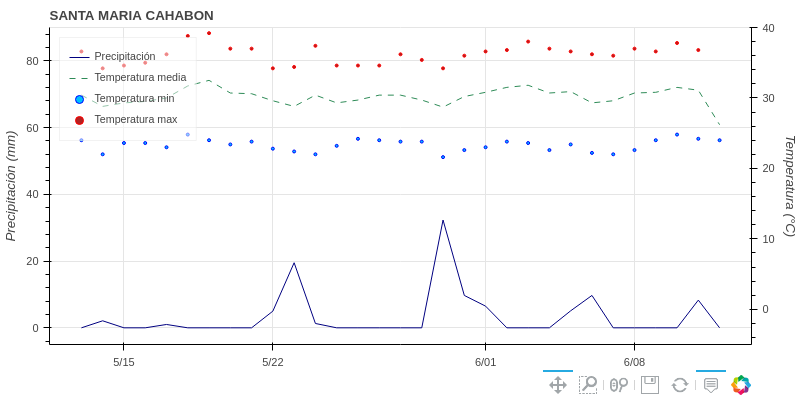 SANTA MARIA CAHABON
Precipitación
Temperatura media
Temperatura min
Temperatura max
Precipitación (mm)
80
60
40
20
0
Temperatura (°C)
40
30
20
10
0
5/15
5/22
6/01
6/08